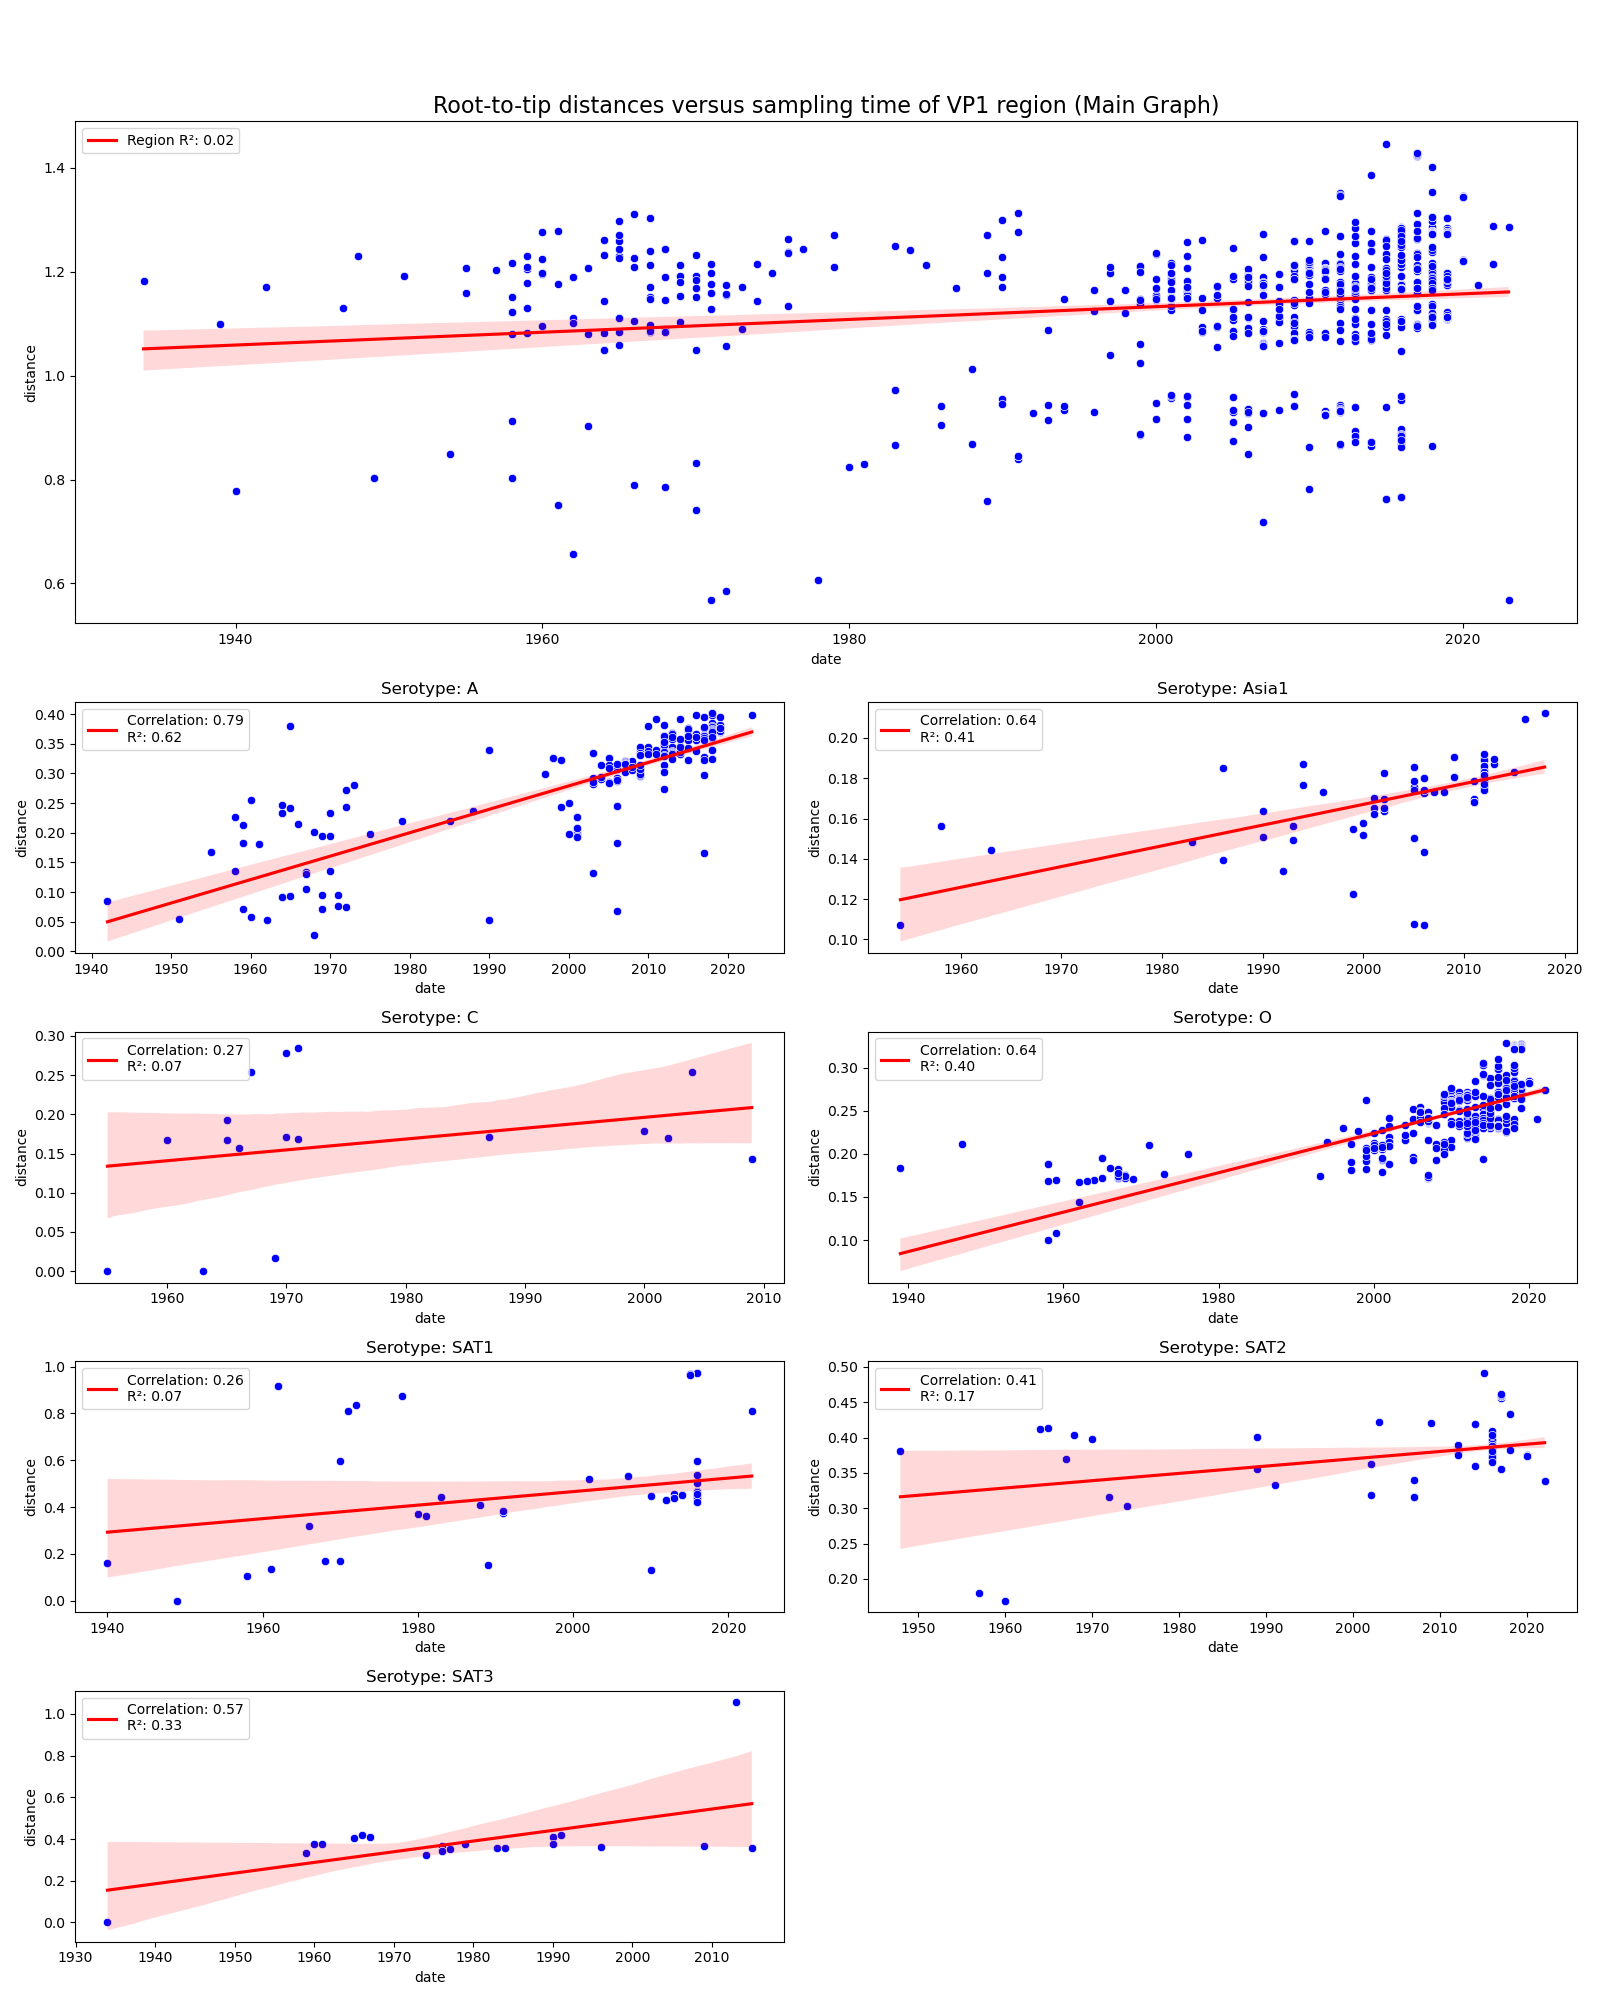 Root-to-tip distances versus sampling time of VP1 region (Main Graph)
Region R²: 0.02
1.4
1.2
1.0
0.8
0.6
distance
1940 1960 1980 2000 2020
date
Serotype: A
Correlation: 0.79
R²: 0.62
0.40
0.35
0.30
0.25
0.20
0.15
0.10
0.05
0.00
distance
1940 1950 1960 1970 1980 1990 2000 2010 2020
date
Serotype: Asia1
Correlation: 0.64
R²: 0.41
0.20
0.18
0.16
0.14
0.12
0.10
distance
1960 1970 1980 1990 2000 2010 2020
date
Serotype: C
Correlation: 0.27
R²: 0.07
0.30
0.25
0.20
0.15
0.10
0.05
0.00
distance
1960 1970 1980 1990 2000 2010
date
Serotype: O
Correlation: 0.64
R²: 0.40
0.30
0.25
0.20
0.15
0.10
distance
1940 1960 1980 2000 2020
date
Serotype: SAT1
Correlation: 0.26
R²: 0.07
1.0
0.8
0.6
0.4
0.2
0.0
distance
1940 1960 1980 2000 2020
date
Serotype: SAT2
Correlation: 0.41
R²: 0.17
0.50
0.45
0.40
0.35
0.30
0.25
0.20
distance
1950 1960 1970 1980 1990 2000 2010 2020
date
Serotype: SAT3
Correlation: 0.57
R²: 0.33
1.0
0.8
0.6
0.4
0.2
0.0
distance
1930 1940 1950 1960 1970 1980 1990 2000 2010
date